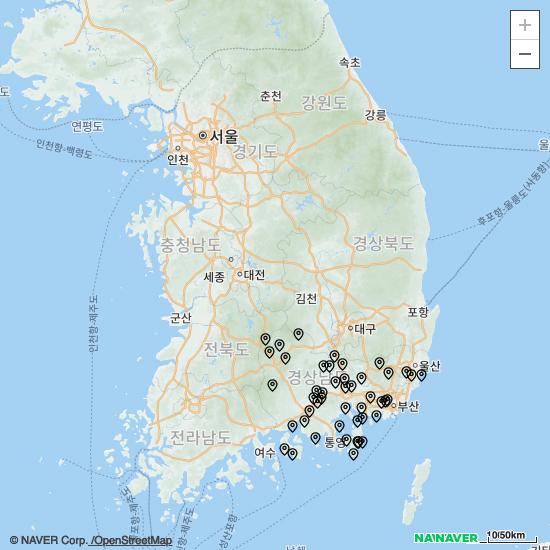 +
−
속초
춘천
강원도
강릉
도
연평도
서울
울
인천항-백령도
인천
경기도
후포항-울릉도(사동항)
충청남도
경상북도
세종
대전
김천
인천항-제주도
군산
포항
대구
전북도
울산
경상남
부산
전라남도
통영
여수
© NAVER Corp. /OpenStreetMap
NAVER
10/50km